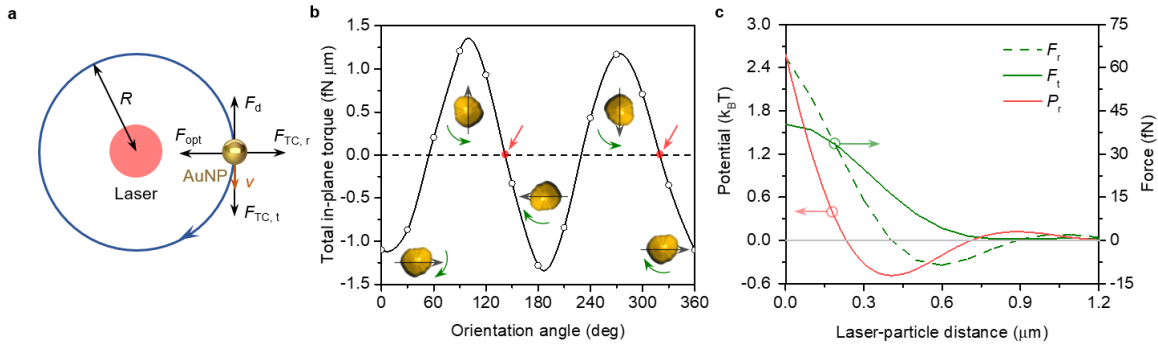 a
R
F_d
F_opt
F_TC, r
AuNP
Laser
v
F_TC, t
b
Total in-plane torque (fN μm)
1.5
1.0
0.5
0.0
-0.5
-1.0
-1.5
0 60 120 180 240 300 360
Orientation angle (deg)
c
Potential (k_BT)
3.0
2.4
1.8
1.2
0.6
0.0
-0.6
F_r
F_t
P_r
75
60
45
30
15
0
-15
Force (fN)
0.0 0.3 0.6 0.9 1.2
Laser-particle distance (μm)